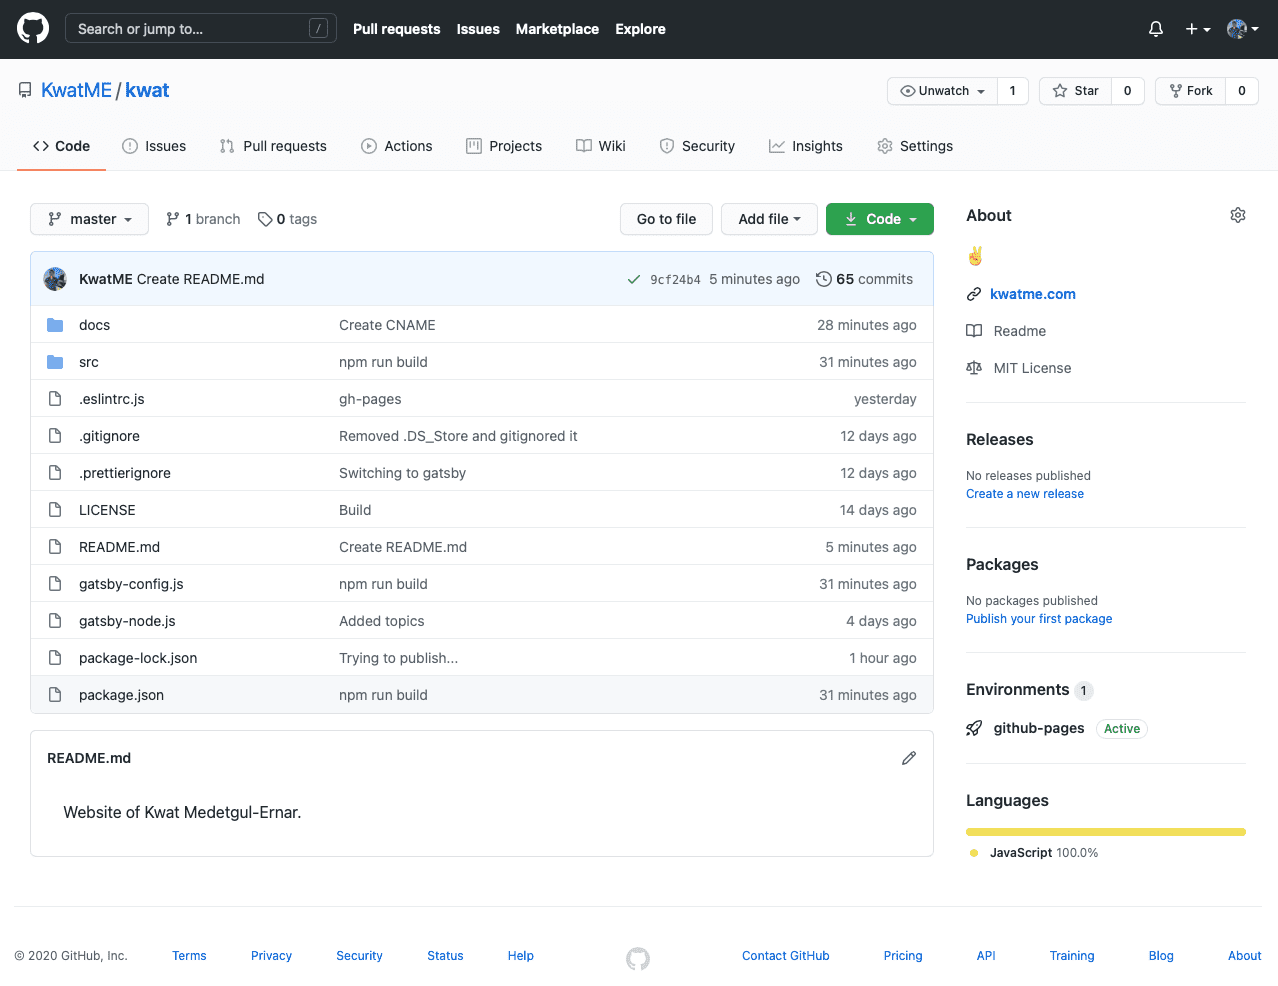 Search or jump to... /
Pull requests Issues Marketplace Explore
KwatME / kwat
Unwatch 1 Star 0 Fork 0
Code Issues Pull requests Actions Projects Wiki Security Insights Settings
master 1 branch 0 tags Go to file Add file Code
KwatME Create README.md 9cf24b4 5 minutes ago 65 commits
docs Create CNAME 28 minutes ago
src npm run build 31 minutes ago
.eslintrc.js gh-pages yesterday
.gitignore Removed .DS_Store and gitignored it 12 days ago
.prettierignore Switching to gatsby 12 days ago
LICENSE Build 14 days ago
README.md Create README.md 5 minutes ago
gatsby-config.js npm run build 31 minutes ago
gatsby-node.js Added topics 4 days ago
package-lock.json Trying to publish... 1 hour ago
package.json npm run build 31 minutes ago
README.md
Website of Kwat Medetgul-Ernar.
About
✌️
kwatme.com
Readme
MIT License
Releases
No releases published
Create a new release
Packages
No packages published
Publish your first package
Environments 1
github-pages Active
Languages
JavaScript 100.0%
© 2020 GitHub, Inc. Terms Privacy Security Status Help Contact GitHub Pricing API Training Blog About